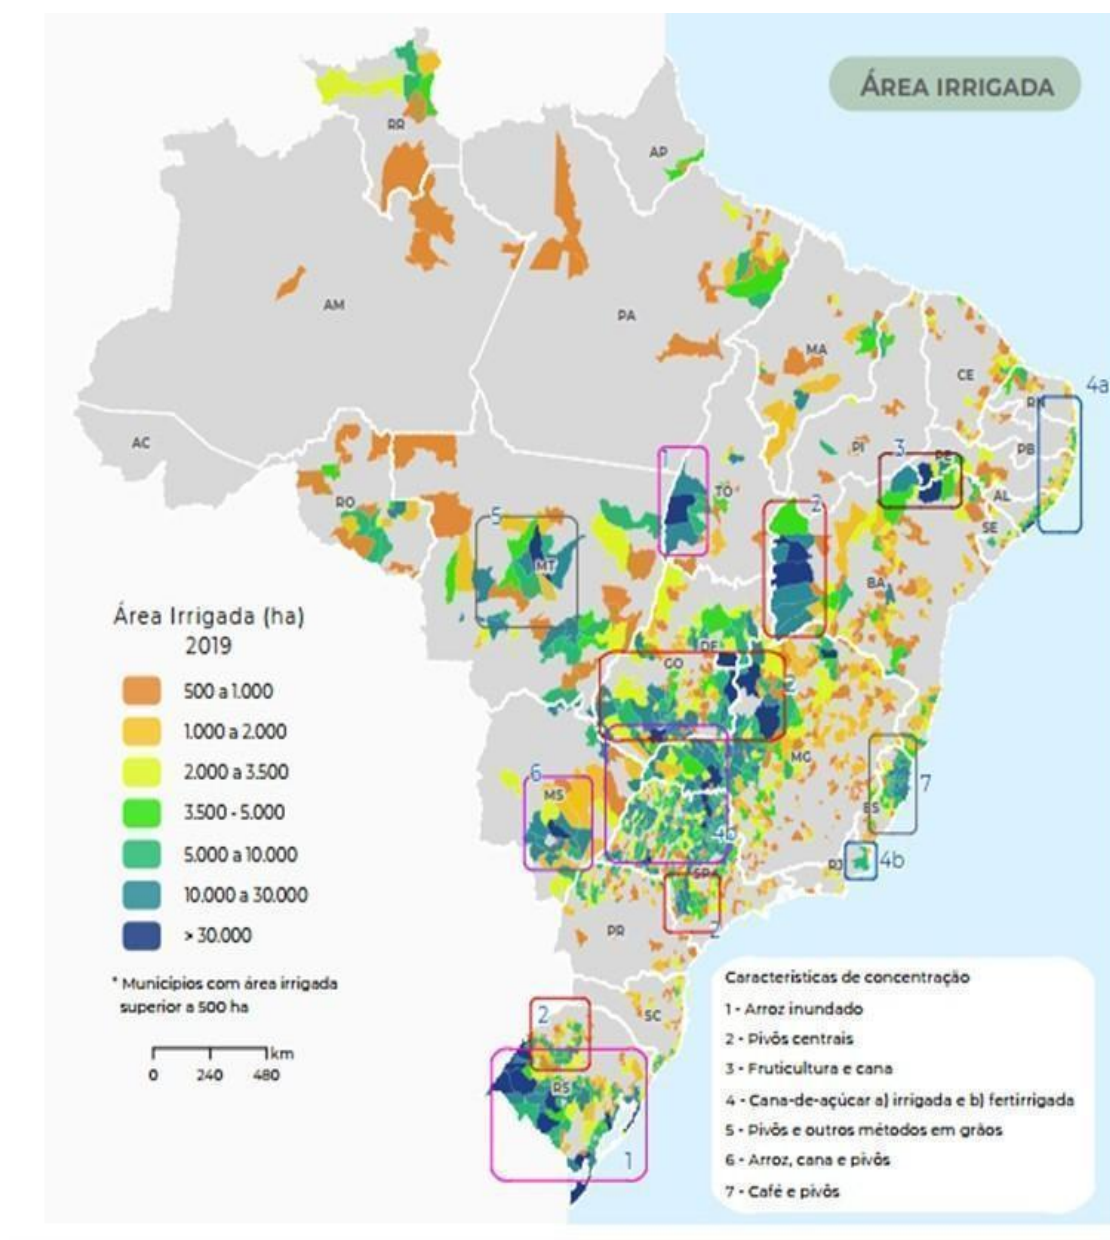 ÁREA IRRIGADA
RR
AP
AM
PA
MA
CE
4a
RN
AC
PI
3
PE
PB
1
TO
2
AL
RO
SE
5
MT
BA
Área Irrigada (ha)
2019
DF
GO
2
500 a 1.000
1.000 a 2.000
MG
2.000 a 3.500
6
MS
7
3.500 - 5.000
ES
4b
5.000 a 10.000
RJ
4b
10.000 a 30.000
> 30.000
PR
2
* Municípios com área irrigada
superior a 500 ha
2
SC
km
0 240 480
RS
1
Características de concentração
1 - Arroz inundado
2 - Pivôs centrais
3 - Fruticultura e cana
4 - Cana-de-açúcar a) irrigada e b) fertirrigada
5 - Pivôs e outros métodos em grãos
6 - Arroz, cana e pivôs
7 - Café e pivôs